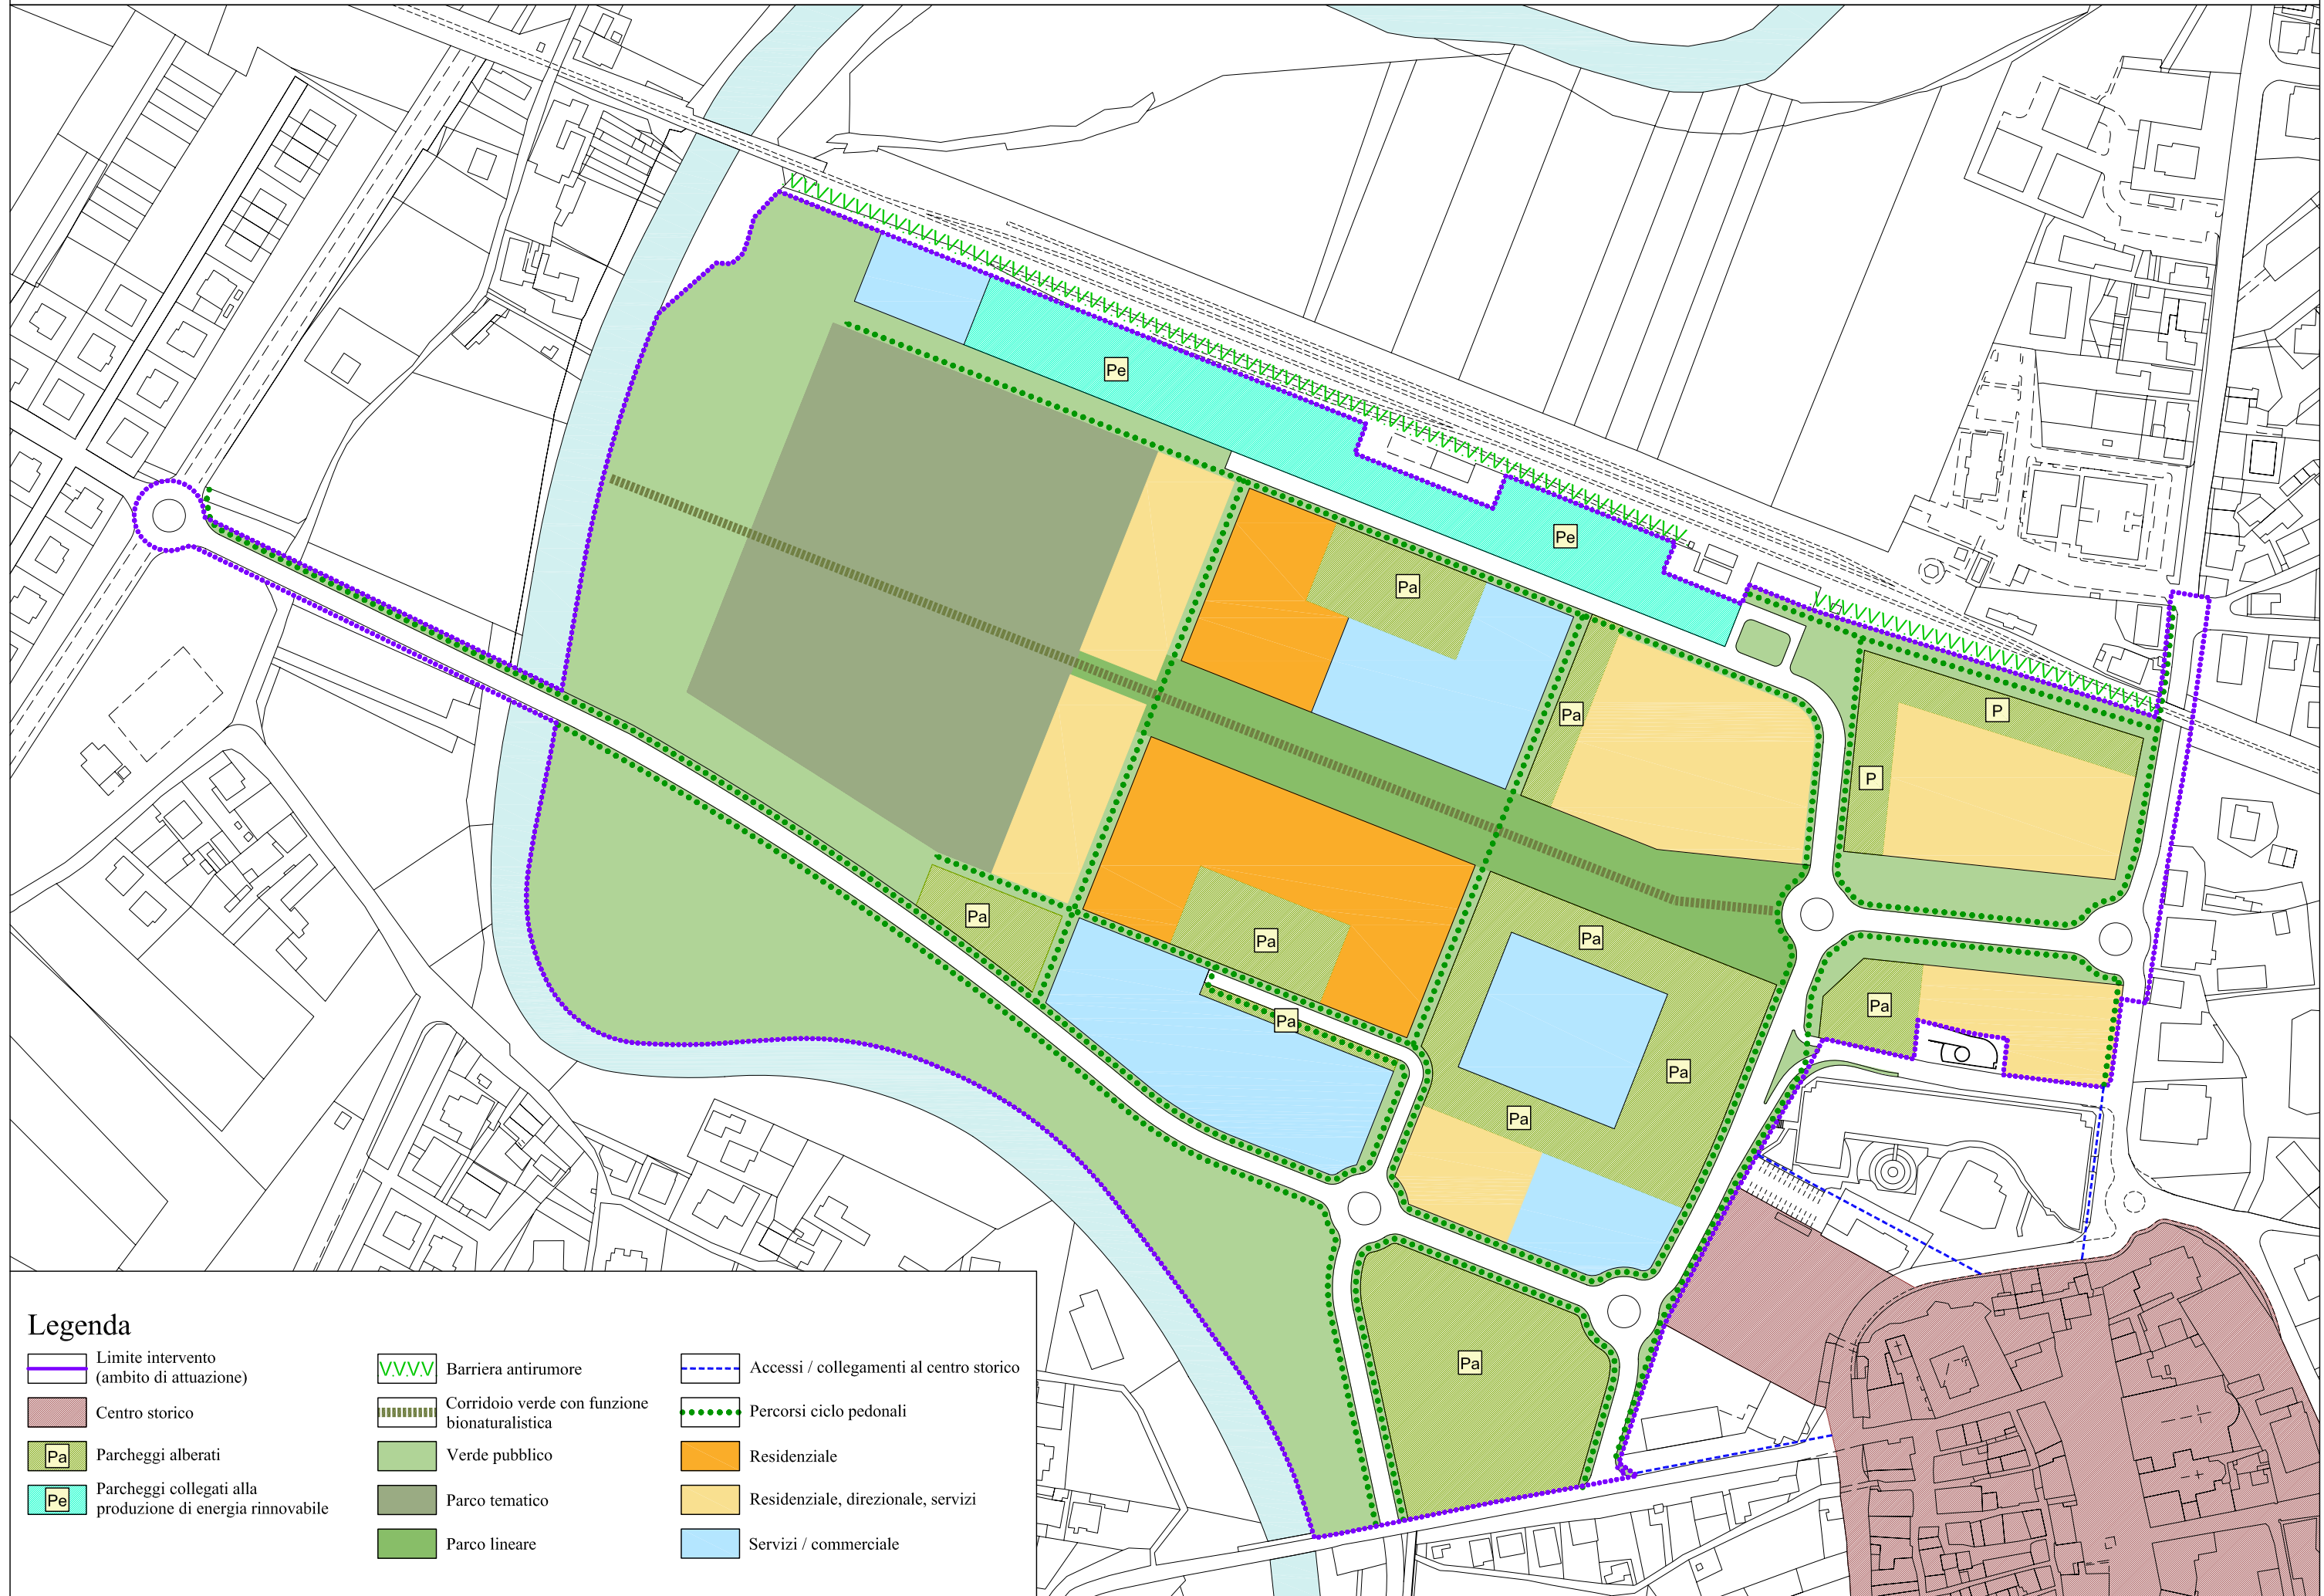 Pe
Pe
Pa
P
Pa
P
Pa
Pa
Pa
Pa
Pa
Pa
Pa
Pa
Pa
Legenda
Limite intervento
(ambito di attuazione)
Centro storico
Pa Parcheggi alberati
Pe Parcheggi collegati alla
produzione di energia rinnovabile
VVVV Barriera antirumore
Corridoio verde con funzione
bionaturalistica
Verde pubblico
Parco tematico
Parco lineare
Accessi / collegamenti al centro storico
Percorsi ciclo pedonali
Residenziale
Residenziale, direzionale, servizi
Servizi / commerciale